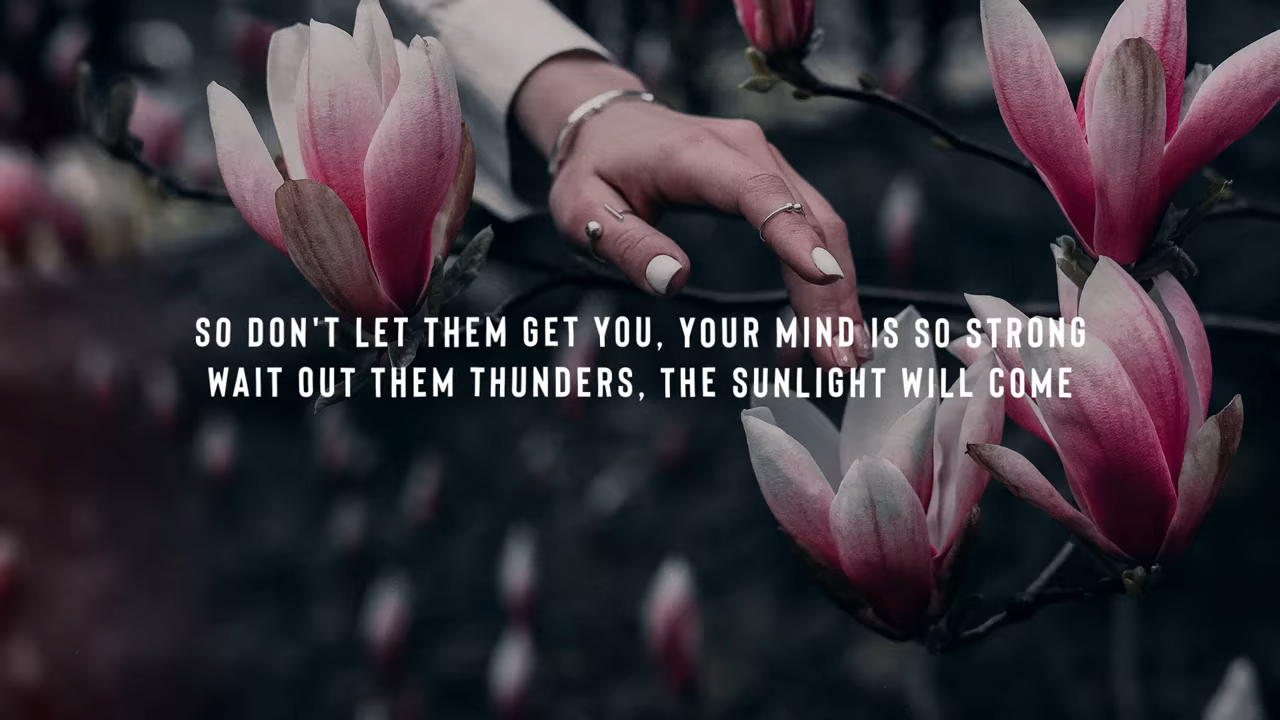 SO DON'T LET THEM GET YOU, YOUR MIND IS SO STRONG
WAIT OUT THEM THUNDERS, THE SUNLIGHT WILL COME